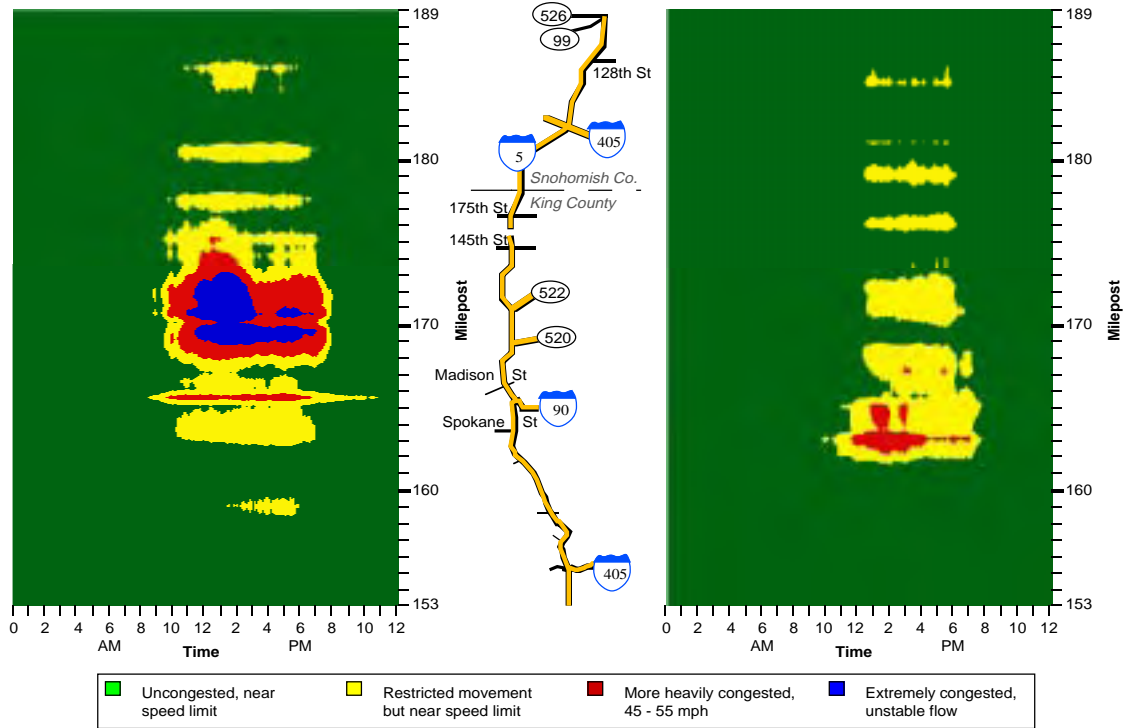 189
180
170
160
153
Milepost
0 2 4 6 8 10 12 2 4 6 8 10 12
AM PM
Time
526
99
128th St
405
5
Snohomish Co.
King County
175th St
145th St
522
520
Madison St
90
Spokane St
405
189
180
170
160
153
Milepost
0 2 4 6 8 10 12 2 4 6 8 10 12
AM PM
Time
Uncongested, near
speed limit
Restricted movement
but near speed limit
More heavily congested,
45 - 55 mph
Extremely congested,
unstable flow